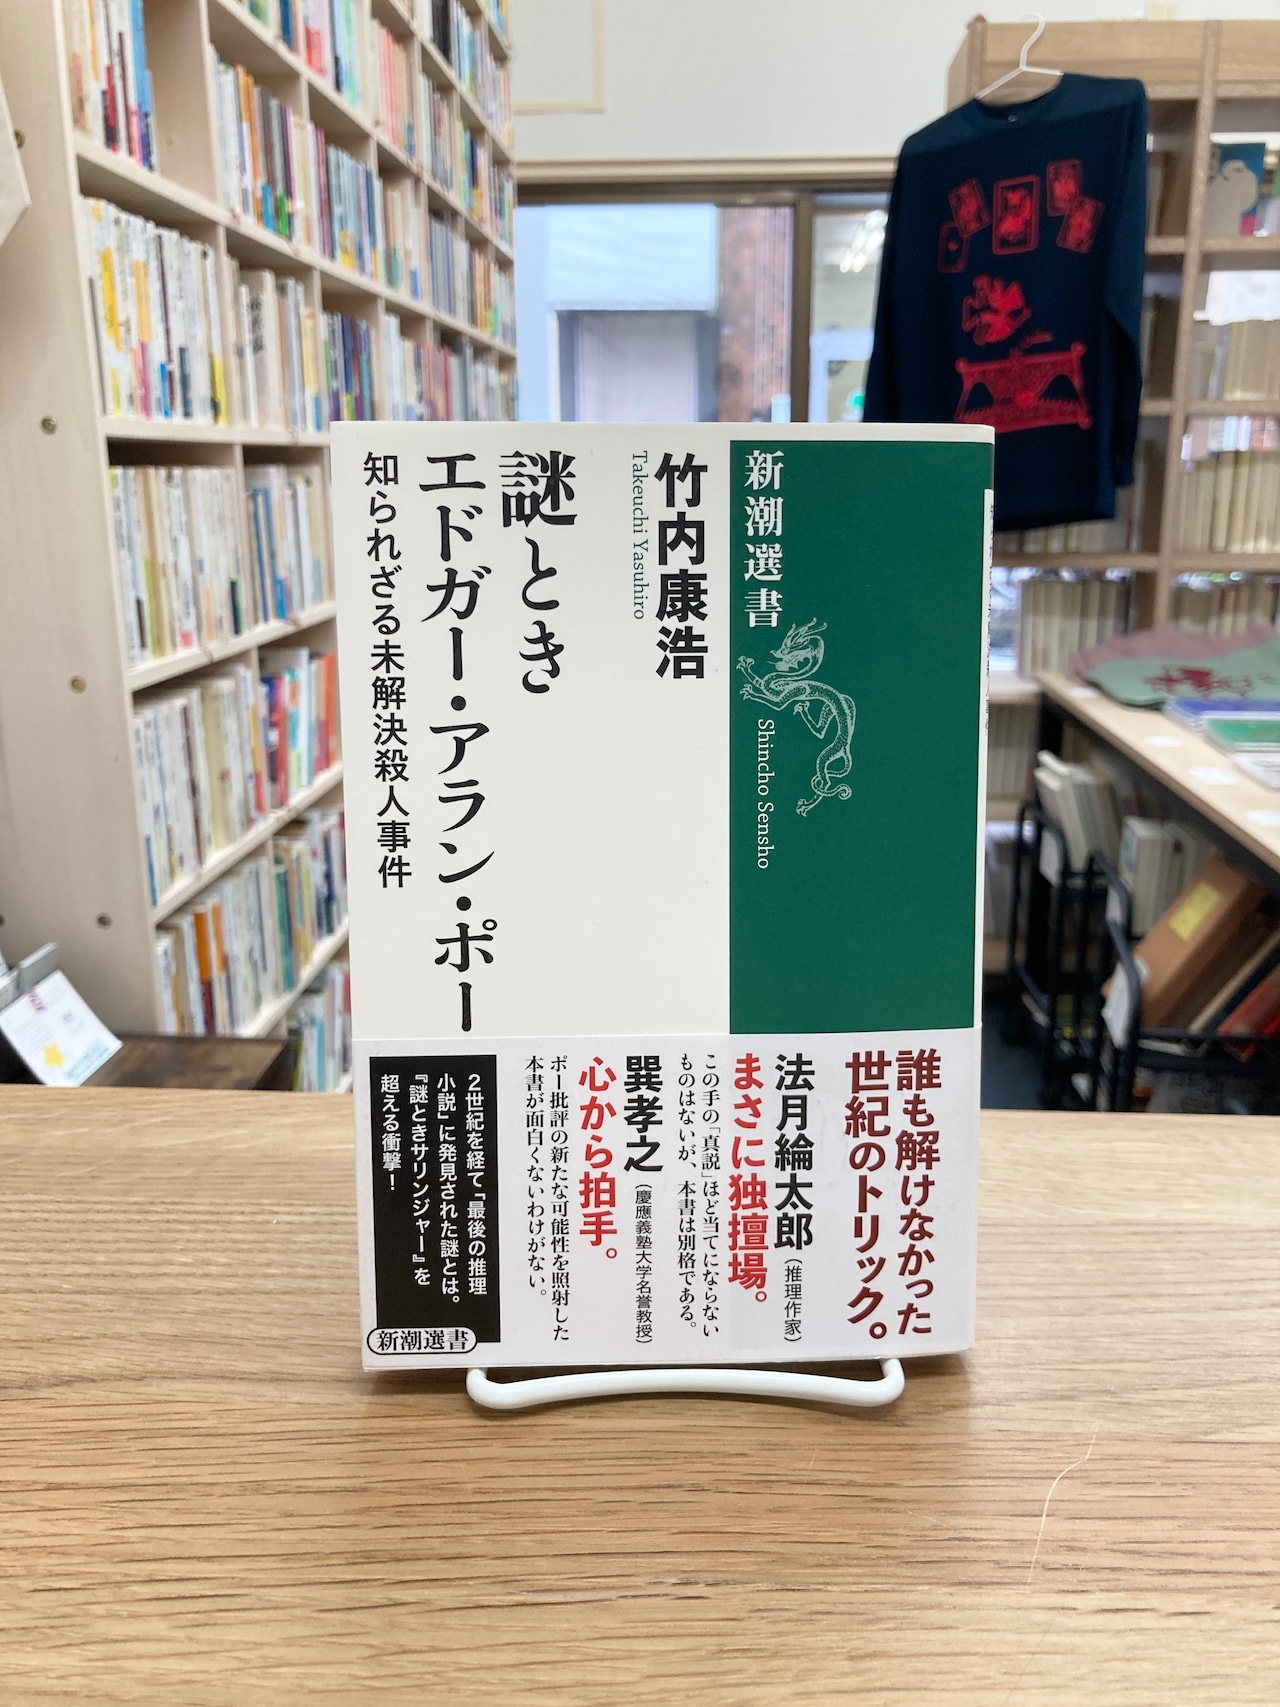 新潮選書
Shincho Sensho
竹内康浩
Takeuchi Yasuhiro
謎とき
エドガー・アラン・ポー
知られざる未解決殺人事件
誰も解けなかった
世紀のトリック。
法月綸太郎（推理作家）
まさに独擅場。
この手の「真説」ほど当てにならない
ものはないが、本書は別格である。
巽孝之（慶應義塾大学名誉教授）
心から拍手。
ポー批評の新たな可能性を照射した
本書が面白くないわけがない。
2世紀を経て「最後の推理
小説」に発見された謎とは。
『謎ときサリンジャー』を
超える衝撃！
新潮選書